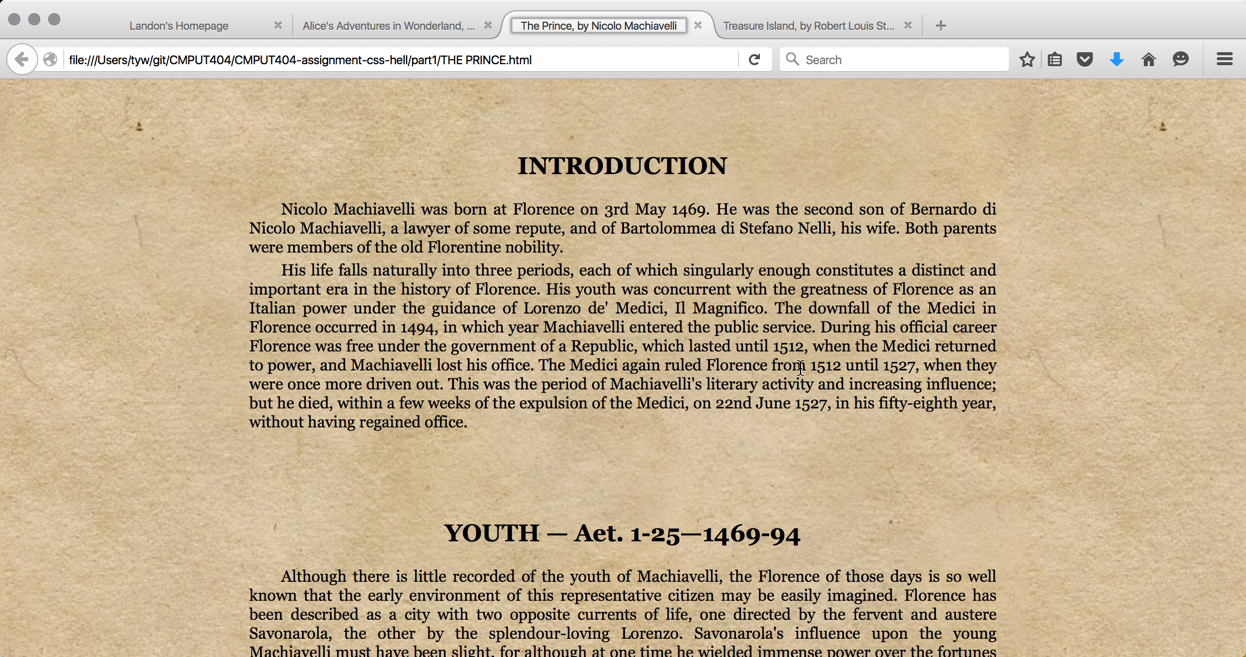 Landon's Homepage
Alice's Adventures in Wonderland, ...
The Prince, by Nicolo Machiavelli
Treasure Island, by Robert Louis St...
file:///Users/tyw/git/CMPUT404/CMPUT404-assignment-css-hell/part1/THE PRINCE.html
Search
INTRODUCTION
Nicolo Machiavelli was born at Florence on 3rd May 1469. He was the second son of Bernardo di
Nicolo Machiavelli, a lawyer of some repute, and of Bartolommea di Stefano Nelli, his wife. Both parents
were members of the old Florentine nobility.
His life falls naturally into three periods, each of which singularly enough constitutes a distinct and
important era in the history of Florence. His youth was concurrent with the greatness of Florence as an
Italian power under the guidance of Lorenzo de' Medici, Il Magnifico. The downfall of the Medici in
Florence occurred in 1494, in which year Machiavelli entered the public service. During his official career
Florence was free under the government of a Republic, which lasted until 1512, when the Medici returned
to power, and Machiavelli lost his office. The Medici again ruled Florence from 1512 until 1527, when they
were once more driven out. This was the period of Machiavelli's literary activity and increasing influence;
but he died, within a few weeks of the expulsion of the Medici, on 22nd June 1527, in his fifty-eighth year,
without having regained office.
YOUTH — Aet. 1-25—1469-94
Although there is little recorded of the youth of Machiavelli, the Florence of those days is so well
known that the early environment of this representative citizen may be easily imagined. Florence has
been described as a city with two opposite currents of life, one directed by the fervent and austere
Savonarola, the other by the splendour-loving Lorenzo. Savonarola's influence upon the young
Machiavelli must have been slight, for although at one time he wielded immense power over the fortunes